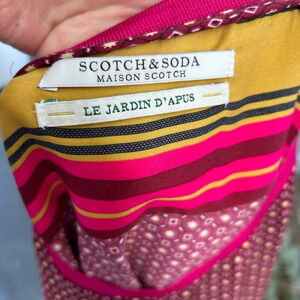 SCOTCH & SODA
MAISON SCOTCH
LE JARDIN D'APUS